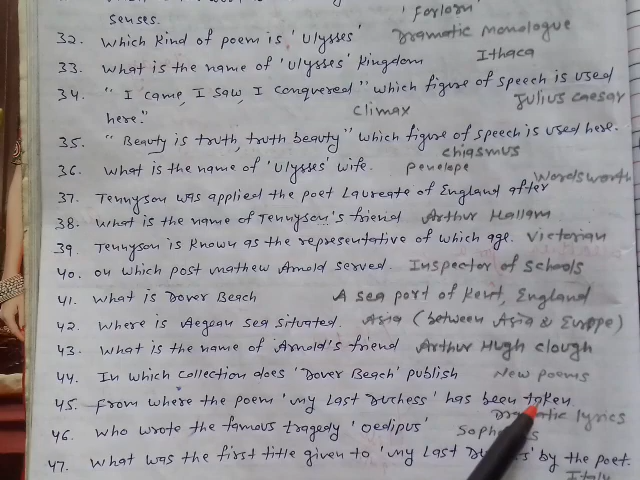 senses. 'Forlorn'
32. Which kind of poem is 'Ulysses' Dramatic Monologue
33. What is the name of 'Ulysses' kingdom Ithaca
34. "I came, I saw, I conquered" which figure of speech is used
here." Climax Julius Caesar
35. "Beauty is truth, truth beauty" which figure of speech is used here.
Chiasmus
36. What is the name of 'Ulysses' wife. Penelope
37. Tennyson was applied the poet Laureate of England after Wordsworth
38. What is the name of Tennyson's friend Arthur Hallam
39. Tennyson is known as the representative of which age. Victorian
40. On which post mathew Arnold served. Inspector of schools
41. What is Dover Beach A sea port of Kent, England
42. Where is Aegean sea situated. Asia (between Asia & Europe)
43. What is the name of Arnold's friend Arthur Hugh clough
44. In which collection does 'Dover Beach' publish New poems
45. From where the poem 'my Last Duchess' has been taken
Dramatic lyrics
46. Who wrote the famous tragedy 'Oedipus'
47. What was the first title given to 'my Last by the poet.
Italy